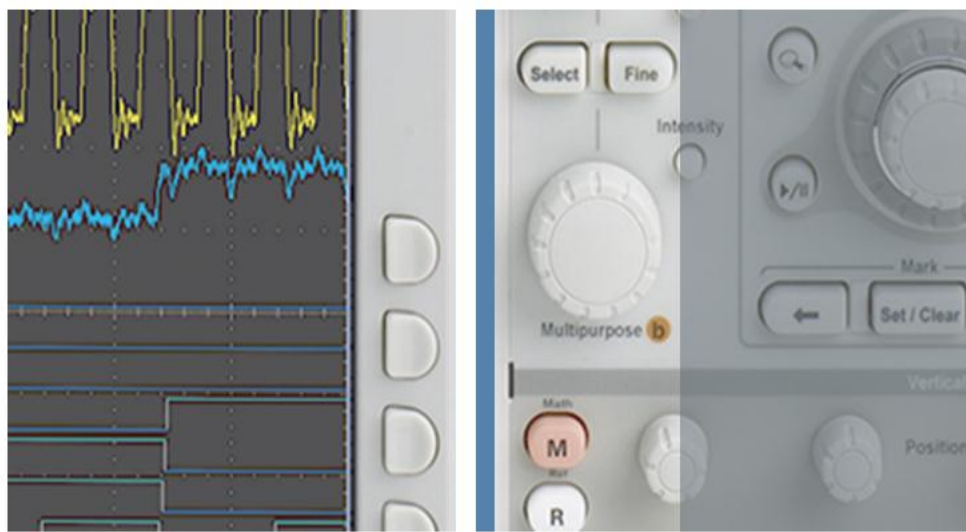 Select
Fine
Intensity
Multipurpose b
Mark
Set / Clear
Vertical
Math
M
Position
Ref
R